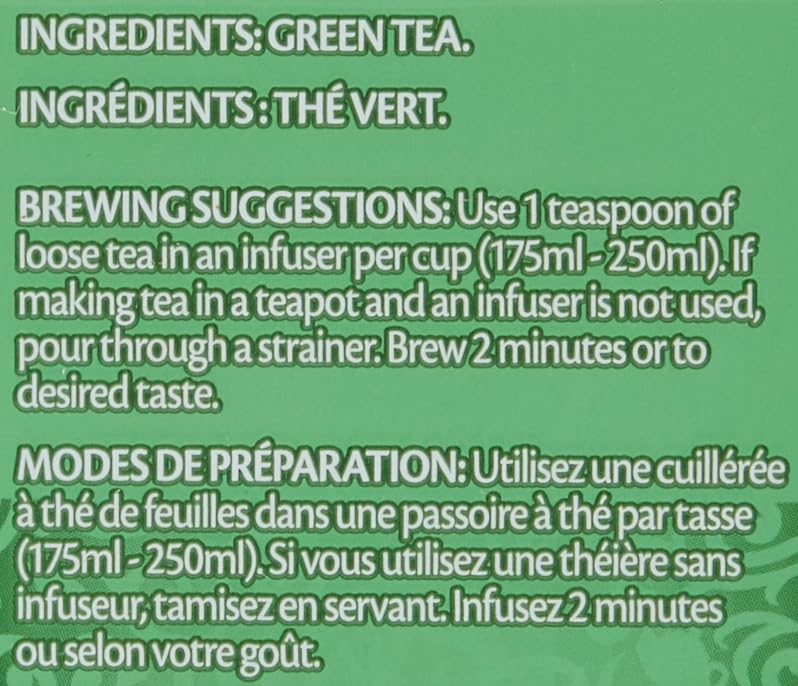 INGREDIENTS: GREEN TEA.
INGRÉDIENTS : THÉ VERT.
BREWING SUGGESTIONS: Use 1 teaspoon of
loose tea in an infuser per cup (175ml - 250ml). If
making tea in a teapot and an infuser is not used,
pour through a strainer. Brew 2 minutes or to
desired taste.
MODES DE PRÉPARATION: Utilisez une cuillérée
à thé de feuilles dans une passoire à thé par tasse
(175ml - 250ml). Si vous utilisez une théière sans
infuseur, tamisez en servant. Infusez 2 minutes
ou selon votre goût.